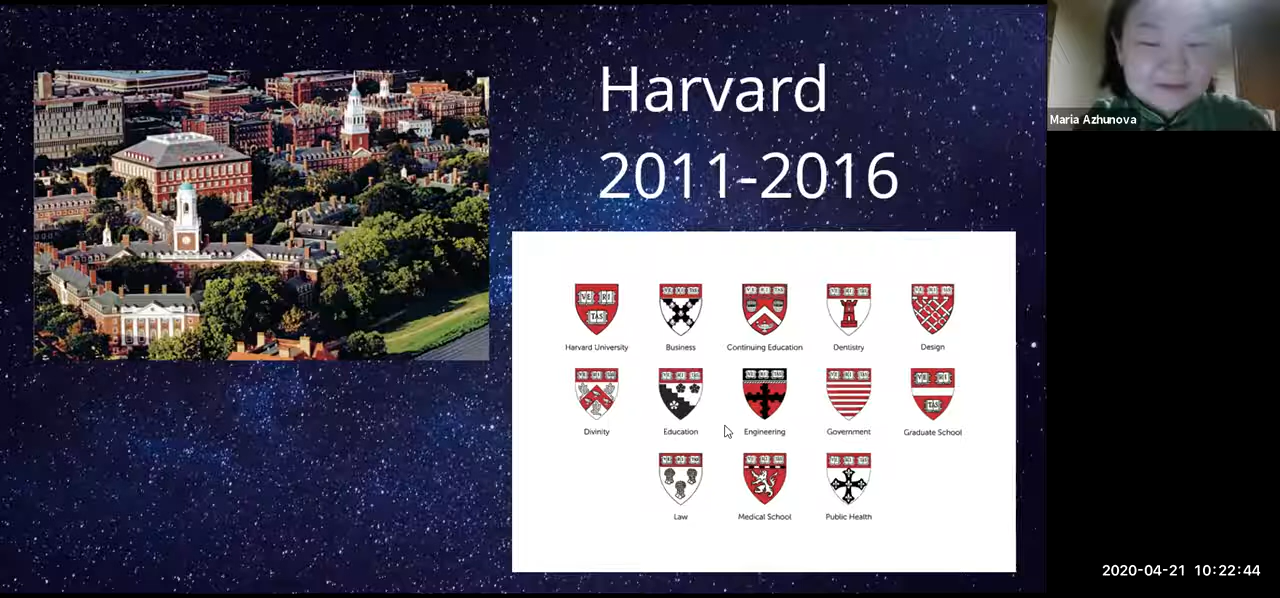 Harvard
2011-2016
Maria Azhunova
Harvard University
Business
Continuing Education
Dentistry
Design
Divinity
Education
Engineering
Government
Graduate School
Law
Medical School
Public Health
2020-04-21 10:22:44